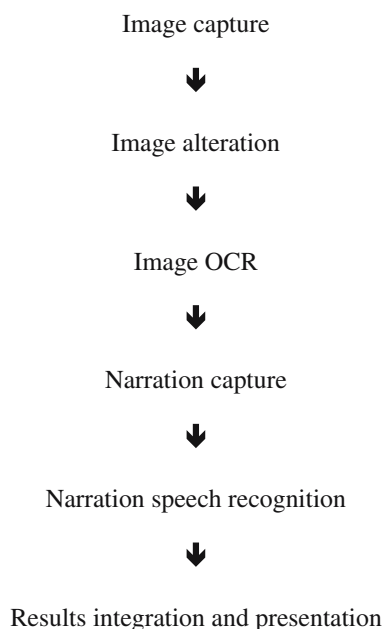 Image capture
Image alteration
Image OCR
Narration capture
Narration speech recognition
Results integration and presentation